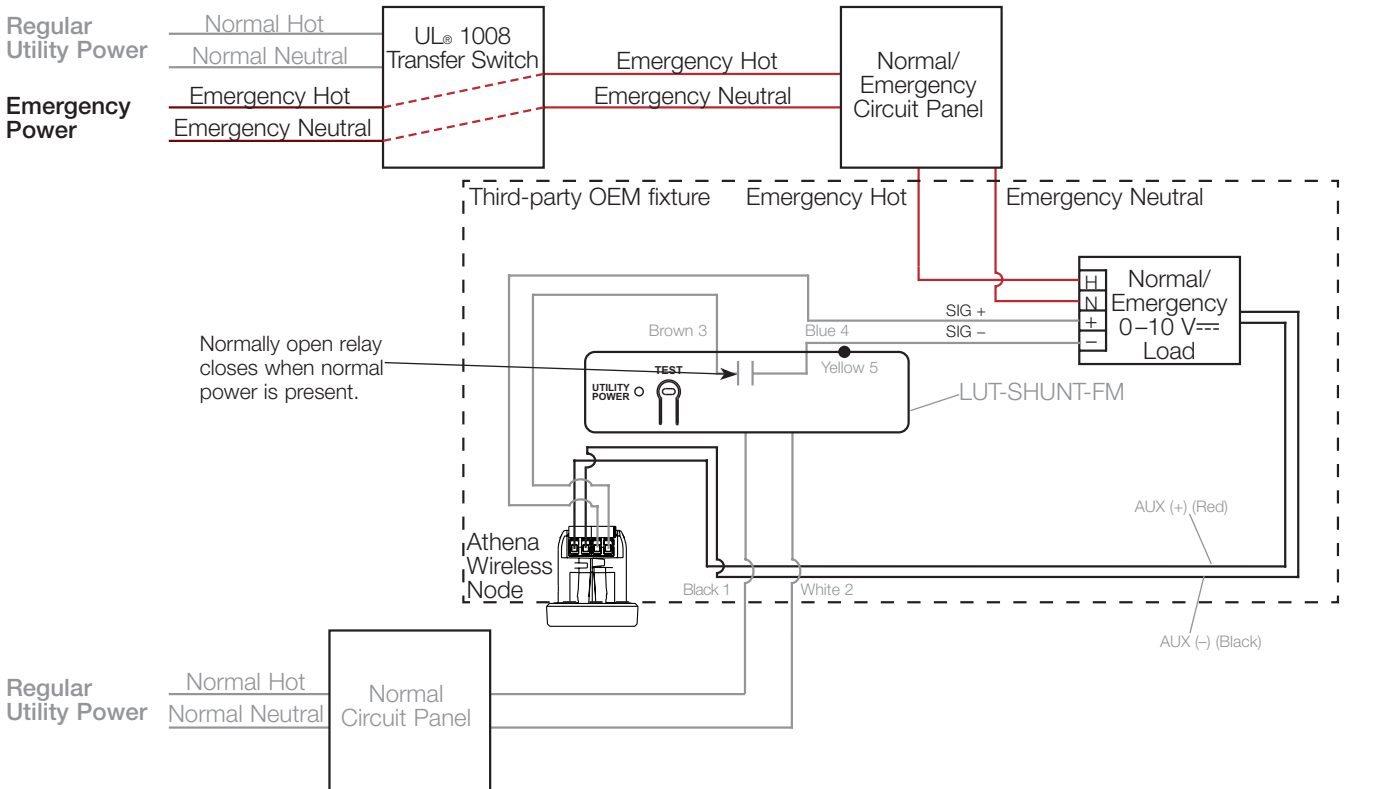 Regular
Utility Power
Normal Hot
Normal Neutral
Emergency
Power
Emergency Hot
Emergency Neutral
UL® 1008
Transfer Switch
Emergency Hot
Emergency Neutral
Normal/
Emergency
Circuit Panel
Third-party OEM fixture
Emergency Hot
Emergency Neutral
H
N
+
–
Normal/
Emergency
0–10 V⎓
Load
SIG +
SIG –
Brown 3
Blue 4
Yellow 5
Normally open relay
closes when normal
power is present.
TEST
UTILITY
POWER
LUT-SHUNT-FM
AUX (+) (Red)
Athena
Wireless
Node
Black 1
White 2
AUX (–) (Black)
Regular
Utility Power
Normal Hot
Normal Neutral
Normal
Circuit Panel